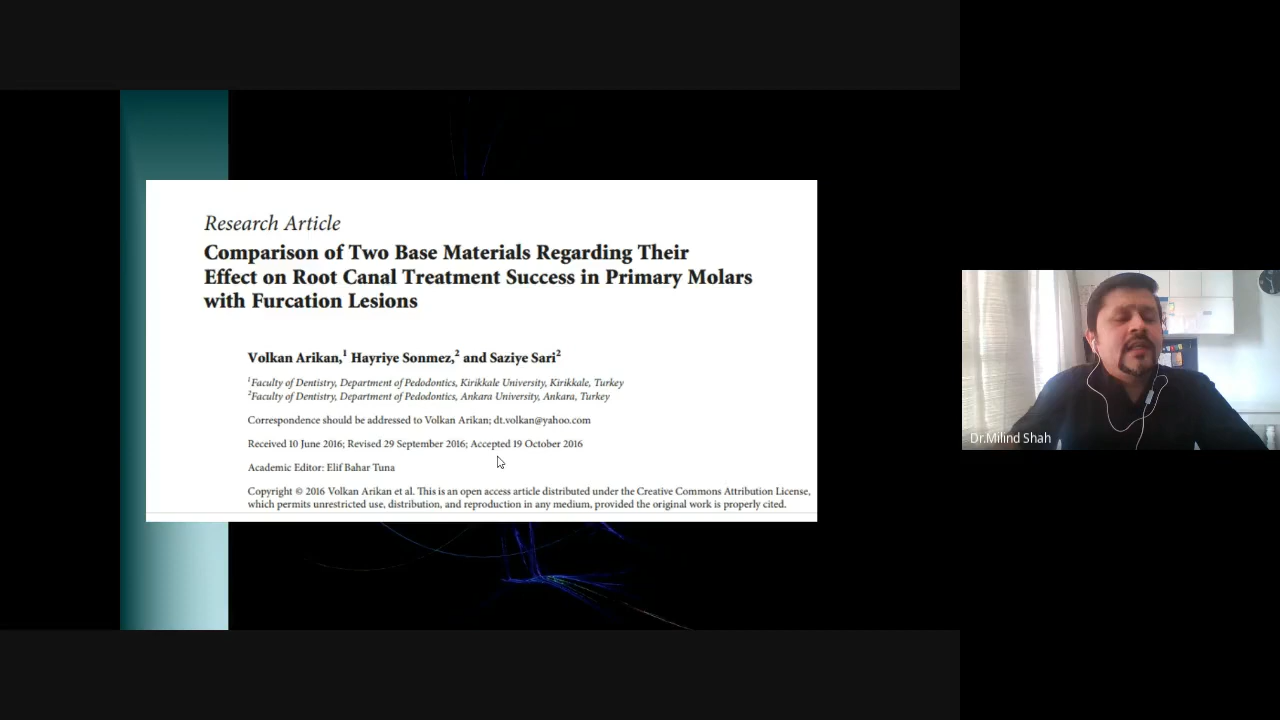 Research Article
Comparison of Two Base Materials Regarding Their
Effect on Root Canal Treatment Success in Primary Molars
with Furcation Lesions
Volkan Arikan,1 Hayriye Sonmez,2 and Saziye Sari2
1Faculty of Dentistry, Department of Pedodontics, Kirikkale University, Kirikkale, Turkey
2Faculty of Dentistry, Department of Pedodontics, Ankara University, Ankara, Turkey
Correspondence should be addressed to Volkan Arikan; dt.volkan@yahoo.com
Received 10 June 2016; Revised 29 September 2016; Accepted 19 October 2016
Academic Editor: Elif Bahar Tuna
Copyright © 2016 Volkan Arikan et al. This is an open access article distributed under the Creative Commons Attribution License,
which permits unrestricted use, distribution, and reproduction in any medium, provided the original work is properly cited.
Dr.Milind Shah